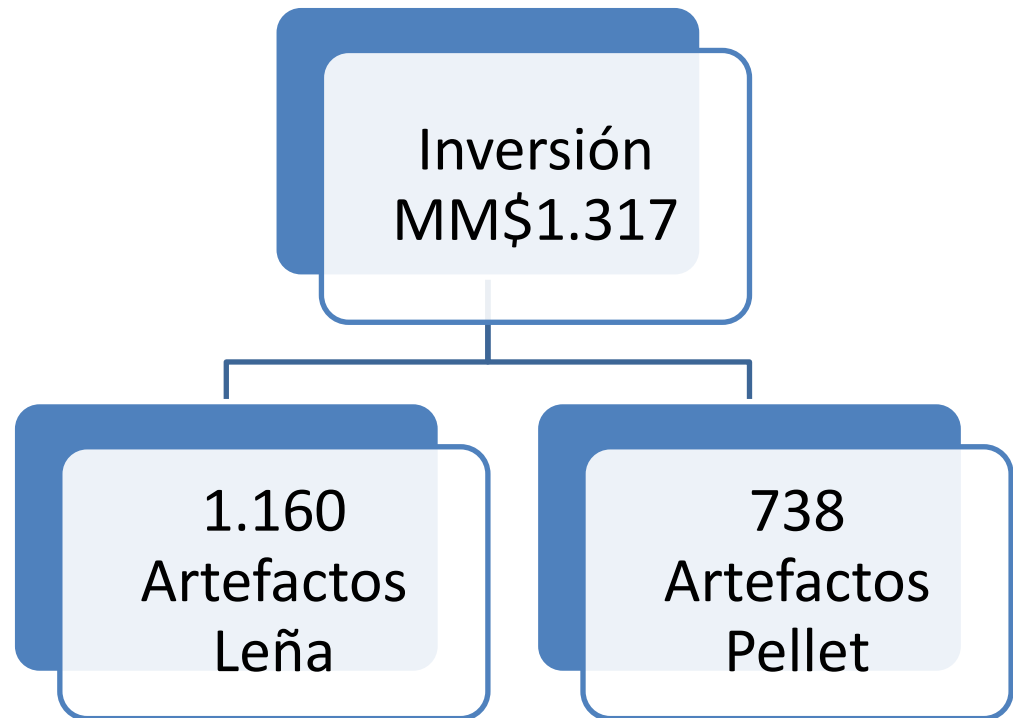 Inversión
MM$1.317
1.160
Artefactos
Leña
738
Artefactos
Pellet